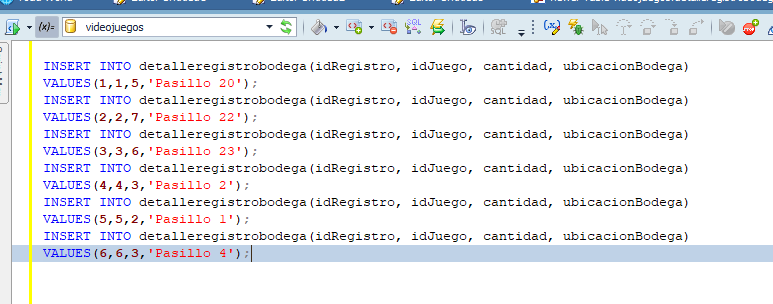 videojuegos
INSERT INTO detalleregistrobodega(idRegistro, idJuego, cantidad, ubicacionBodega)
VALUES(1,1,5,'Pasillo 20');
INSERT INTO detalleregistrobodega(idRegistro, idJuego, cantidad, ubicacionBodega)
VALUES(2,2,7,'Pasillo 22');
INSERT INTO detalleregistrobodega(idRegistro, idJuego, cantidad, ubicacionBodega)
VALUES(3,3,6,'Pasillo 23');
INSERT INTO detalleregistrobodega(idRegistro, idJuego, cantidad, ubicacionBodega)
VALUES(4,4,3,'Pasillo 2');
INSERT INTO detalleregistrobodega(idRegistro, idJuego, cantidad, ubicacionBodega)
VALUES(5,5,2,'Pasillo 1');
INSERT INTO detalleregistrobodega(idRegistro, idJuego, cantidad, ubicacionBodega)
VALUES(6,6,3,'Pasillo 4');